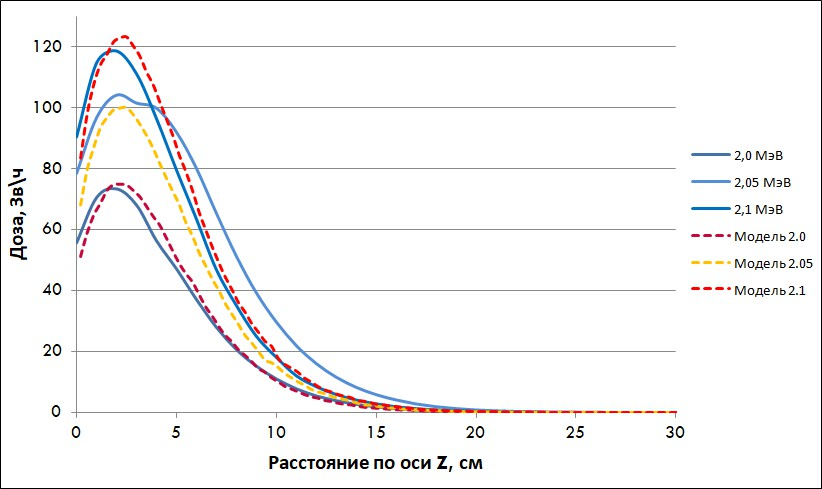 Доза, Зв\ч
120
100
80
60
40
20
0
0 5 10 15 20 25 30
Расстояние по оси Z, см
2,0 МэВ
2,05 МэВ
2,1 МэВ
Модель 2.0
Модель 2.05
Модель 2.1